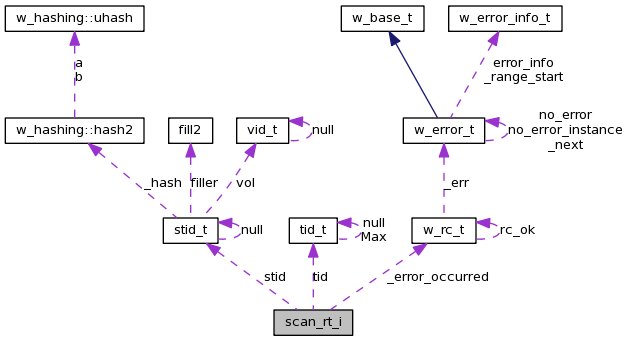 w_hashing::uhash
w_base_t
w_error_info_t
a
b
error_info
_range_start
w_hashing::hash2
fill2
vid_t
null
w_error_t
no_error
no_error_instance
_next
_hash
filler
vol
_err
stid_t
null
tid_t
null
Max
w_rc_t
rc_ok
stid
tid
_error_occurred
scan_rt_i